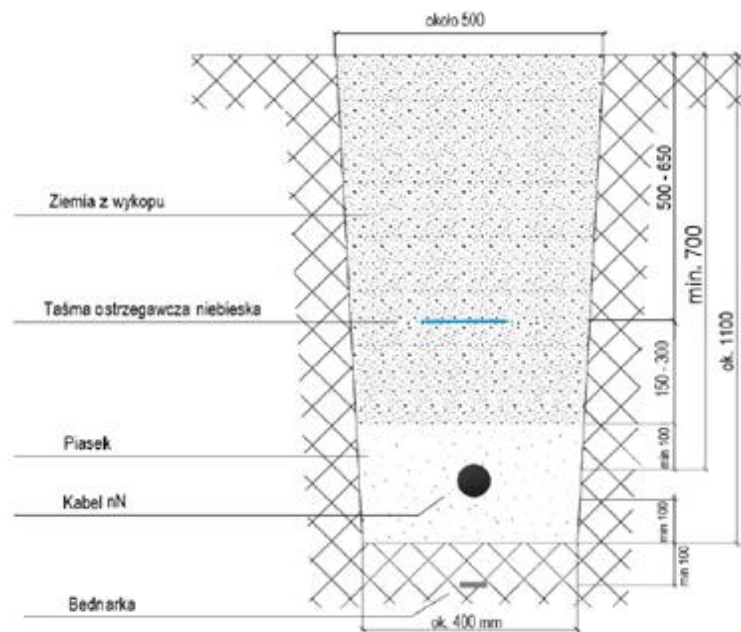 około 500
Ziemia z wykopu
500 - 650
min. 700
Taśma ostrzegawcza niebieska
ok. 1100
150 - 300
Piasek
min 100
Kabel nN
min 100
min 100
Bednarka
ok. 400 mm